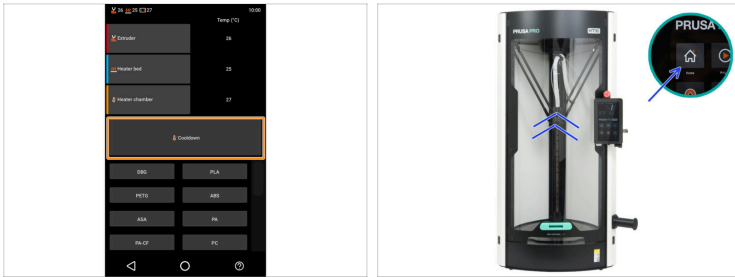 26 25 27 10:00
Temp (°C)
Extruder 26
Heater bed 25
Heater chamber 27
Cooldown
DBG PLA
PETG ABS
ASA PA
PA-CF PC
PRUSA PRO HT90
PRUSA
Home